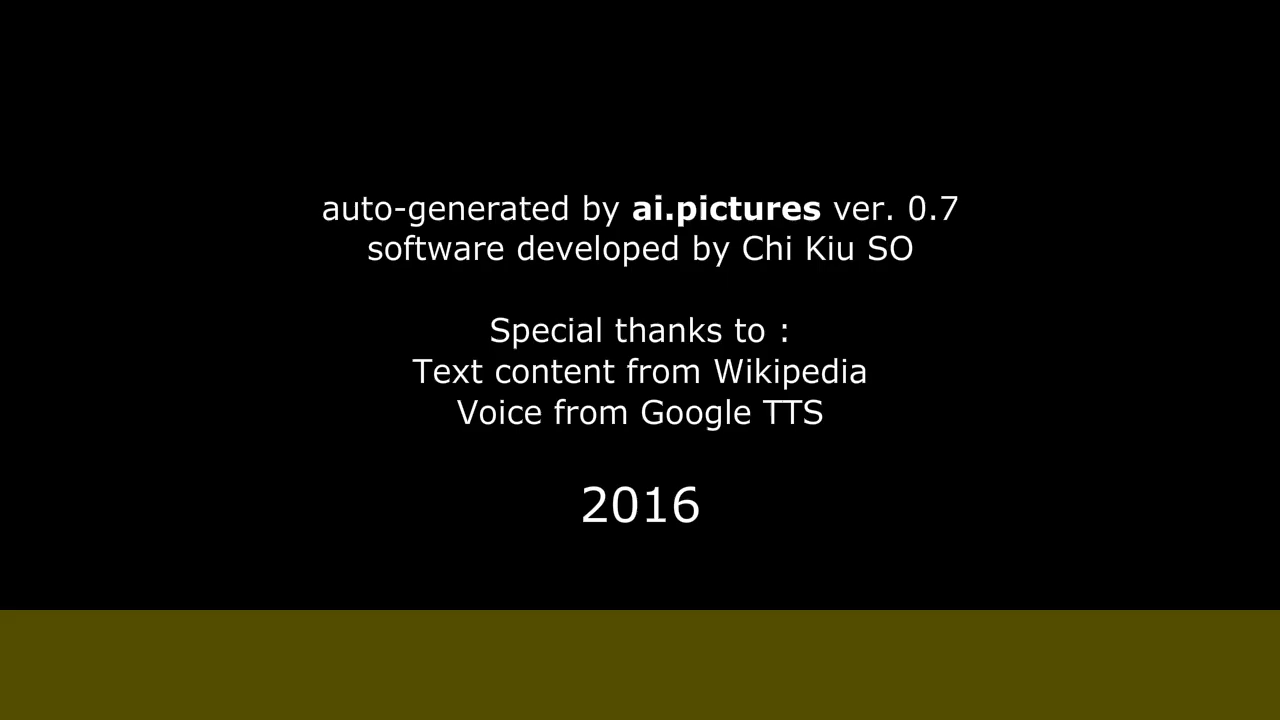 auto-generated by ai.pictures ver. 0.7
software developed by Chi Kiu SO
Special thanks to :
Text content from Wikipedia
Voice from Google TTS
2016